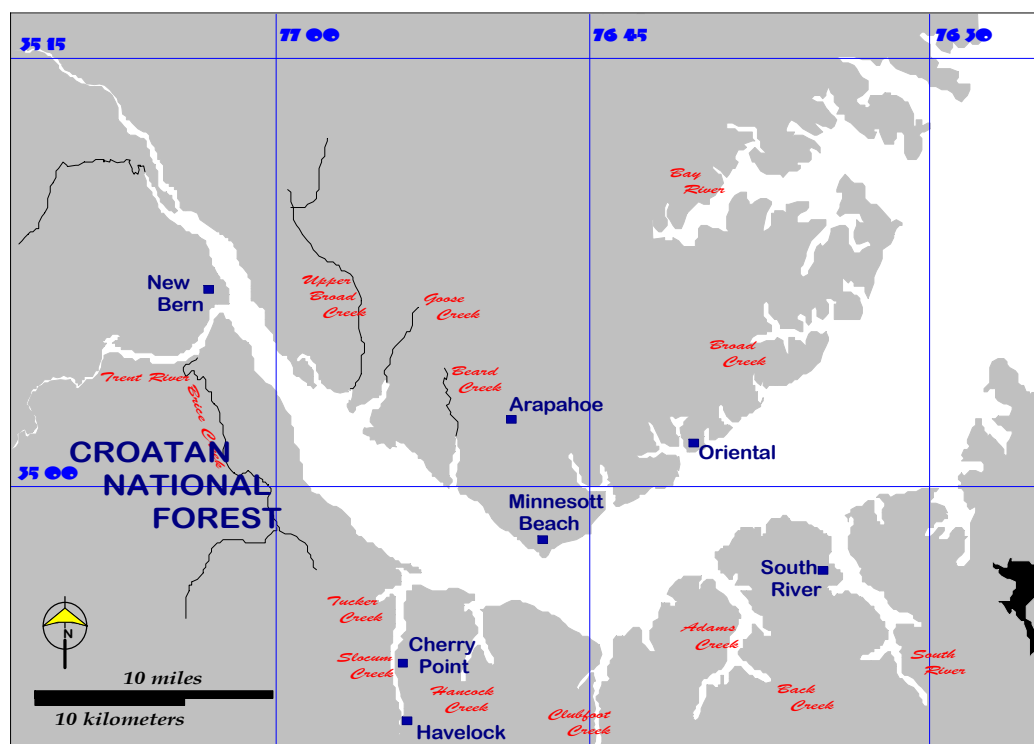 35 15
77 00
76 45
76 30
Bay
River
New
Bern
Upper
Broad
Creek
Goose
Creek
Broad
Creek
Trent River
Brice Creek
Beard
Creek
Arapahoe
Oriental
CROATAN
NATIONAL
FOREST
35 00
Minnesott
Beach
South
River
Tucker
Creek
Adams
Creek
N
Slocum
Creek
Cherry
Point
South
River
10 miles
10 kilometers
Hancock
Creek
Back
Creek
Clubfoot
Creek
Havelock